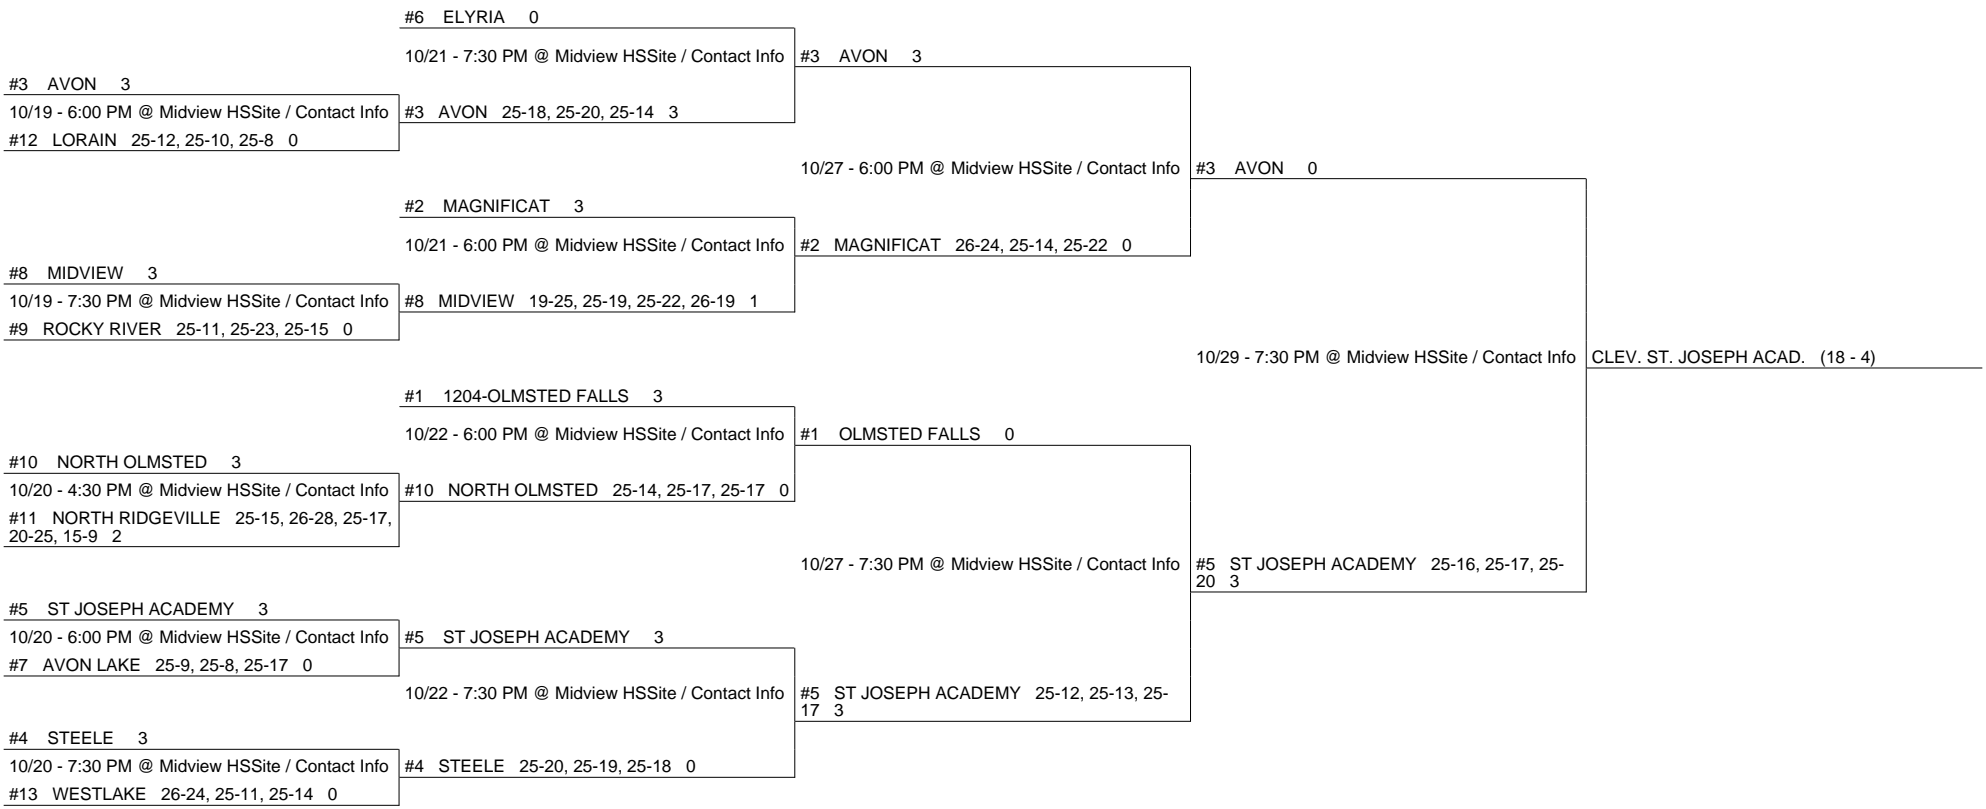 #6 ELYRIA 0
10/21 - 7:30 PM @ Midview HSSite / Contact Info
#3 AVON 3
#3 AVON 3
10/19 - 6:00 PM @ Midview HSSite / Contact Info
#3 AVON 25-18, 25-20, 25-14 3
#12 LORAIN 25-12, 25-10, 25-8 0
10/27 - 6:00 PM @ Midview HSSite / Contact Info
#3 AVON 0
#2 MAGNIFICAT 3
10/21 - 6:00 PM @ Midview HSSite / Contact Info
#2 MAGNIFICAT 26-24, 25-14, 25-22 0
#8 MIDVIEW 3
10/19 - 7:30 PM @ Midview HSSite / Contact Info
#8 MIDVIEW 19-25, 25-19, 25-22, 26-19 1
#9 ROCKY RIVER 25-11, 25-23, 25-15 0
10/29 - 7:30 PM @ Midview HSSite / Contact Info
CLEV. ST. JOSEPH ACAD. (18 - 4)
#1 1204-OLMSTED FALLS 3
10/22 - 6:00 PM @ Midview HSSite / Contact Info
#1 OLMSTED FALLS 0
#10 NORTH OLMSTED 3
10/20 - 4:30 PM @ Midview HSSite / Contact Info
#10 NORTH OLMSTED 25-14, 25-17, 25-17 0
#11 NORTH RIDGEVILLE 25-15, 26-28, 25-17,
20-25, 15-9 2
10/27 - 7:30 PM @ Midview HSSite / Contact Info
#5 ST JOSEPH ACADEMY 25-16, 25-17, 25-
20 3
#5 ST JOSEPH ACADEMY 3
10/20 - 6:00 PM @ Midview HSSite / Contact Info
#5 ST JOSEPH ACADEMY 3
#7 AVON LAKE 25-9, 25-8, 25-17 0
10/22 - 7:30 PM @ Midview HSSite / Contact Info
#5 ST JOSEPH ACADEMY 25-12, 25-13, 25-
17 3
#4 STEELE 3
10/20 - 7:30 PM @ Midview HSSite / Contact Info
#4 STEELE 25-20, 25-19, 25-18 0
#13 WESTLAKE 26-24, 25-11, 25-14 0